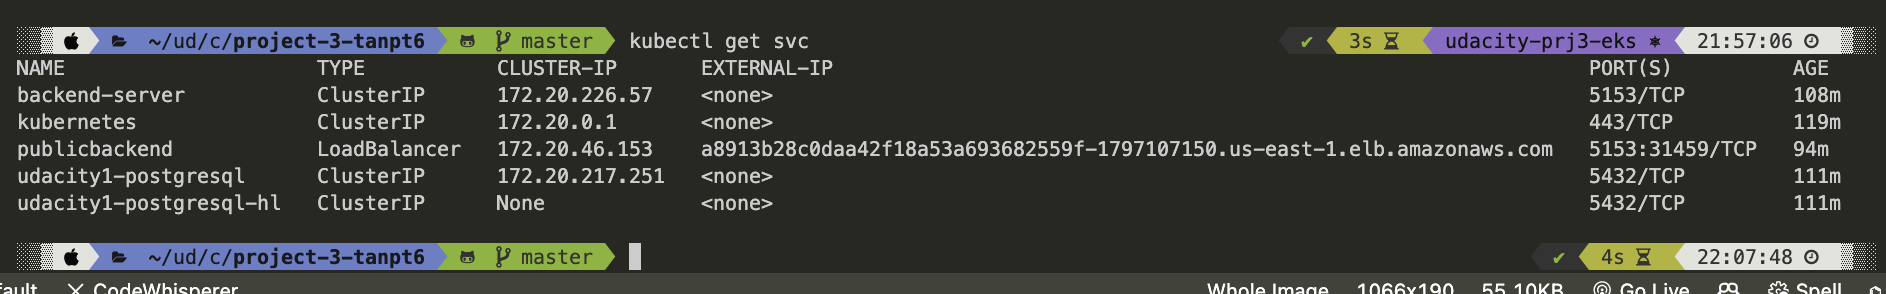 ~/ud/c/project-3-tanpt6 master kubectl get svc ✔ 3s udacity-prj3-eks 21:57:06
NAME TYPE CLUSTER-IP EXTERNAL-IP PORT(S) AGE
backend-server ClusterIP 172.20.226.57 <none> 5153/TCP 108m
kubernetes ClusterIP 172.20.0.1 <none> 443/TCP 119m
publicbackend LoadBalancer 172.20.46.153 a8913b28c0daa42f18a53a693682559f-1797107150.us-east-1.elb.amazonaws.com 5153:31459/TCP 94m
udacity1-postgresql ClusterIP 172.20.217.251 <none> 5432/TCP 111m
udacity1-postgresql-hl ClusterIP None <none> 5432/TCP 111m
~/ud/c/project-3-tanpt6 master ✔ 4s 22:07:48
fault CodeWhisperer Whole Image 1066x190 55.10KB Go Live Spell